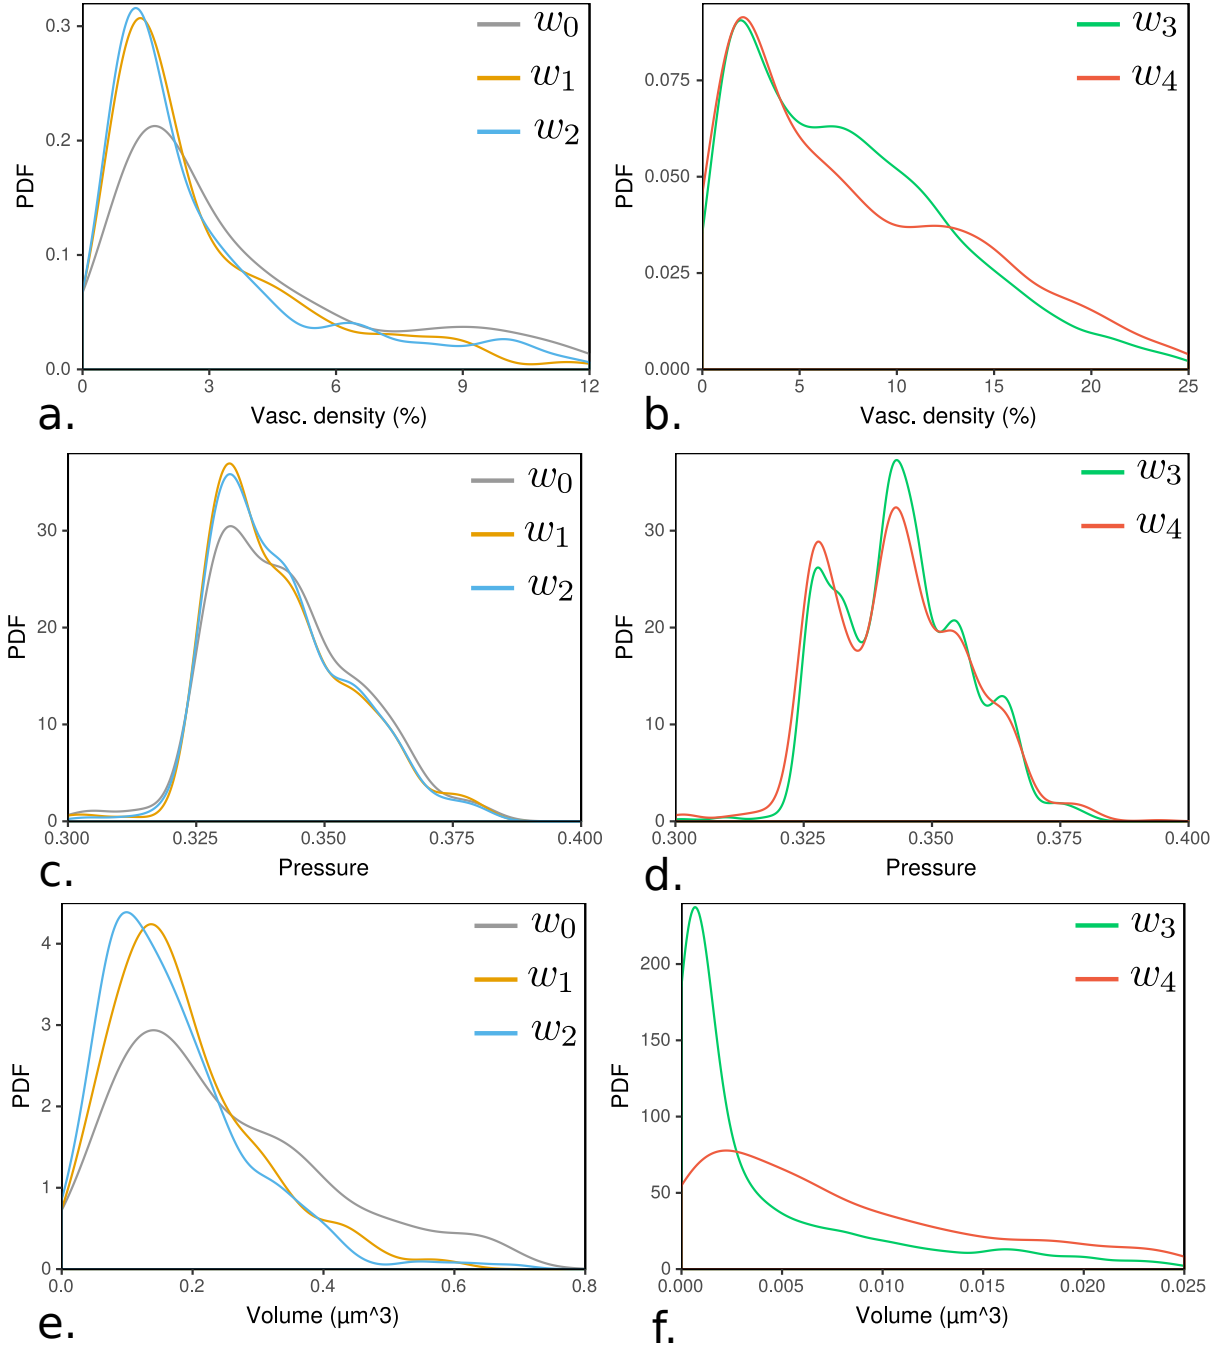 0.3
0.2
0.1
0.0
PDF
w0
w1
w2
0 3 6 9 12
Vasc. density (%)
a.
0.075
0.050
0.025
0.000
PDF
w3
w4
0 5 10 15 20 25
Vasc. density (%)
b.
30
20
10
0
PDF
w0
w1
w2
0.300 0.325 0.350 0.375 0.400
Pressure
c.
30
20
10
0
PDF
w3
w4
0.300 0.325 0.350 0.375 0.400
Pressure
d.
4
3
2
1
0
PDF
w0
w1
w2
0.0 0.2 0.4 0.6 0.8
Volume (µm^3)
e.
200
150
100
50
0
PDF
w3
w4
0.000 0.005 0.010 0.015 0.020 0.025
Volume (µm^3)
f.